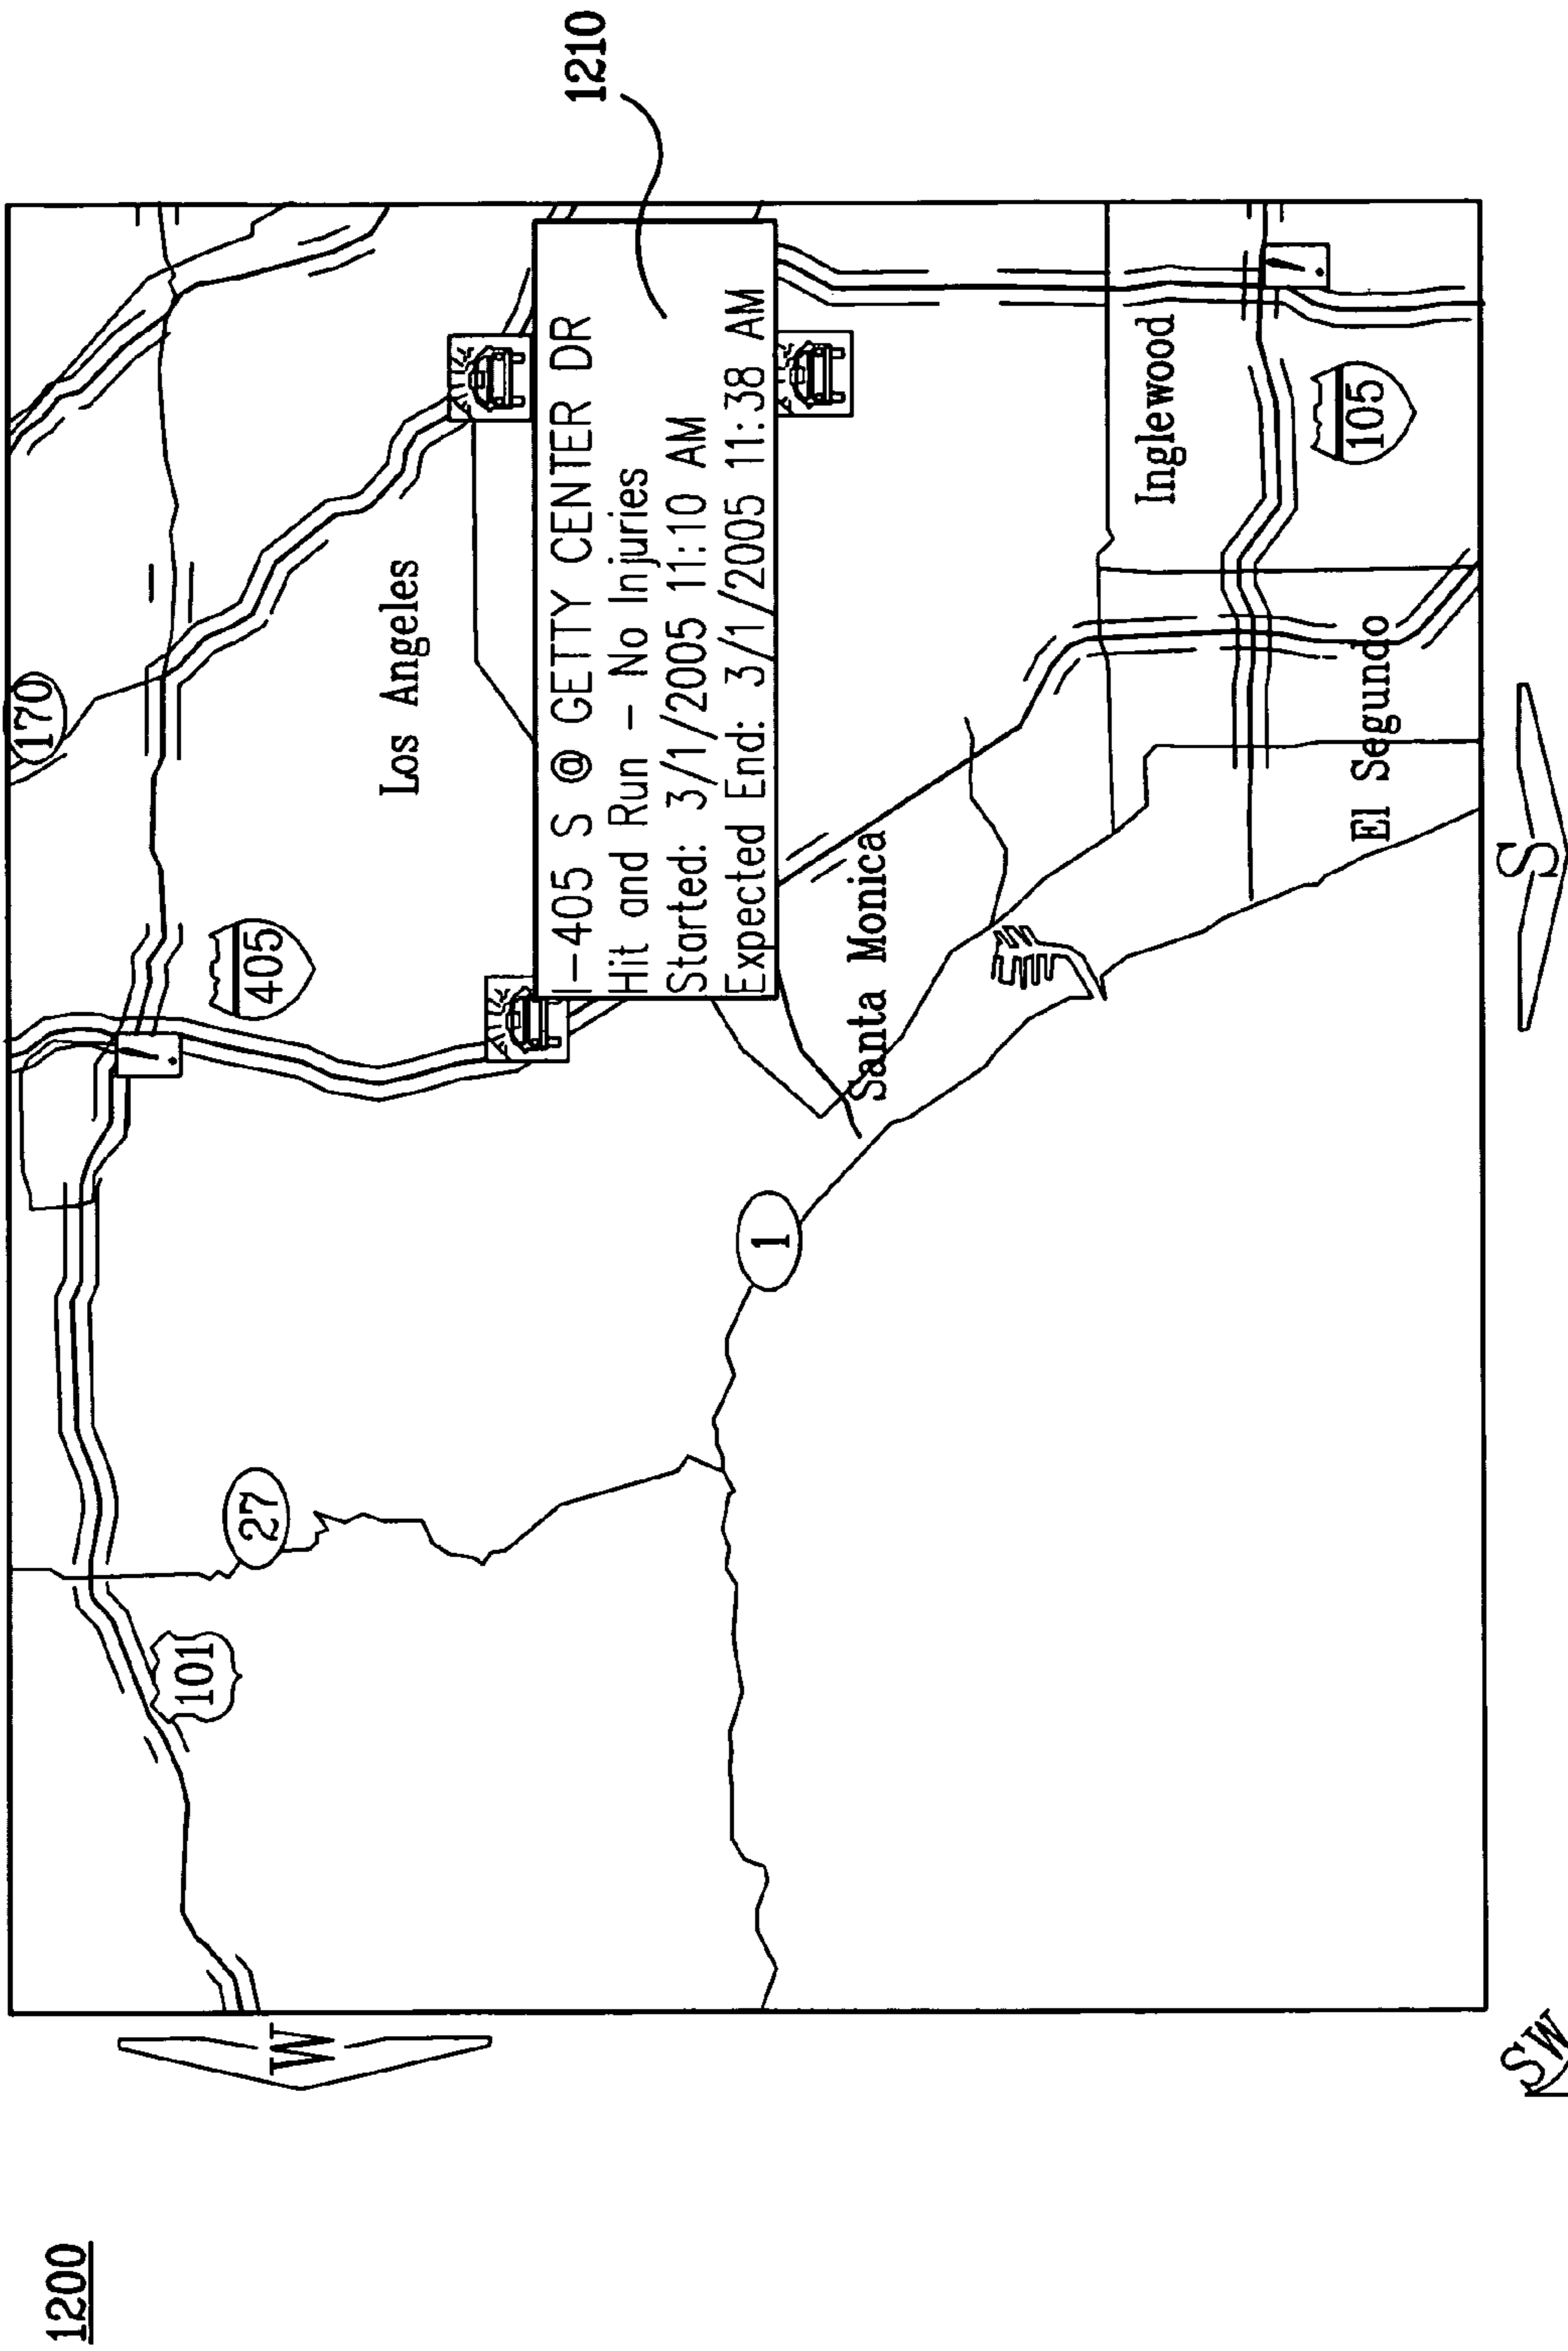 1200
170
Los Angeles
405
101
27
I-405 S @ GETTY CENTER DR
Hit and Run - No Injuries
Started: 3/1/2005 11:10 AM
Expected End: 3/1/2005 11:38 AM
1210
1
Santa Monica
Inglewood
105
El Segundo
W
SW
S